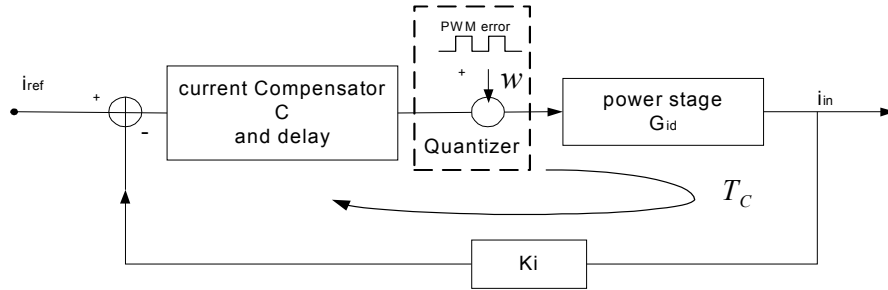 PWM error
iref
+
-
current Compensator
C
and delay
+
w
Quantizer
power stage
Gid
iin
TC
Ki